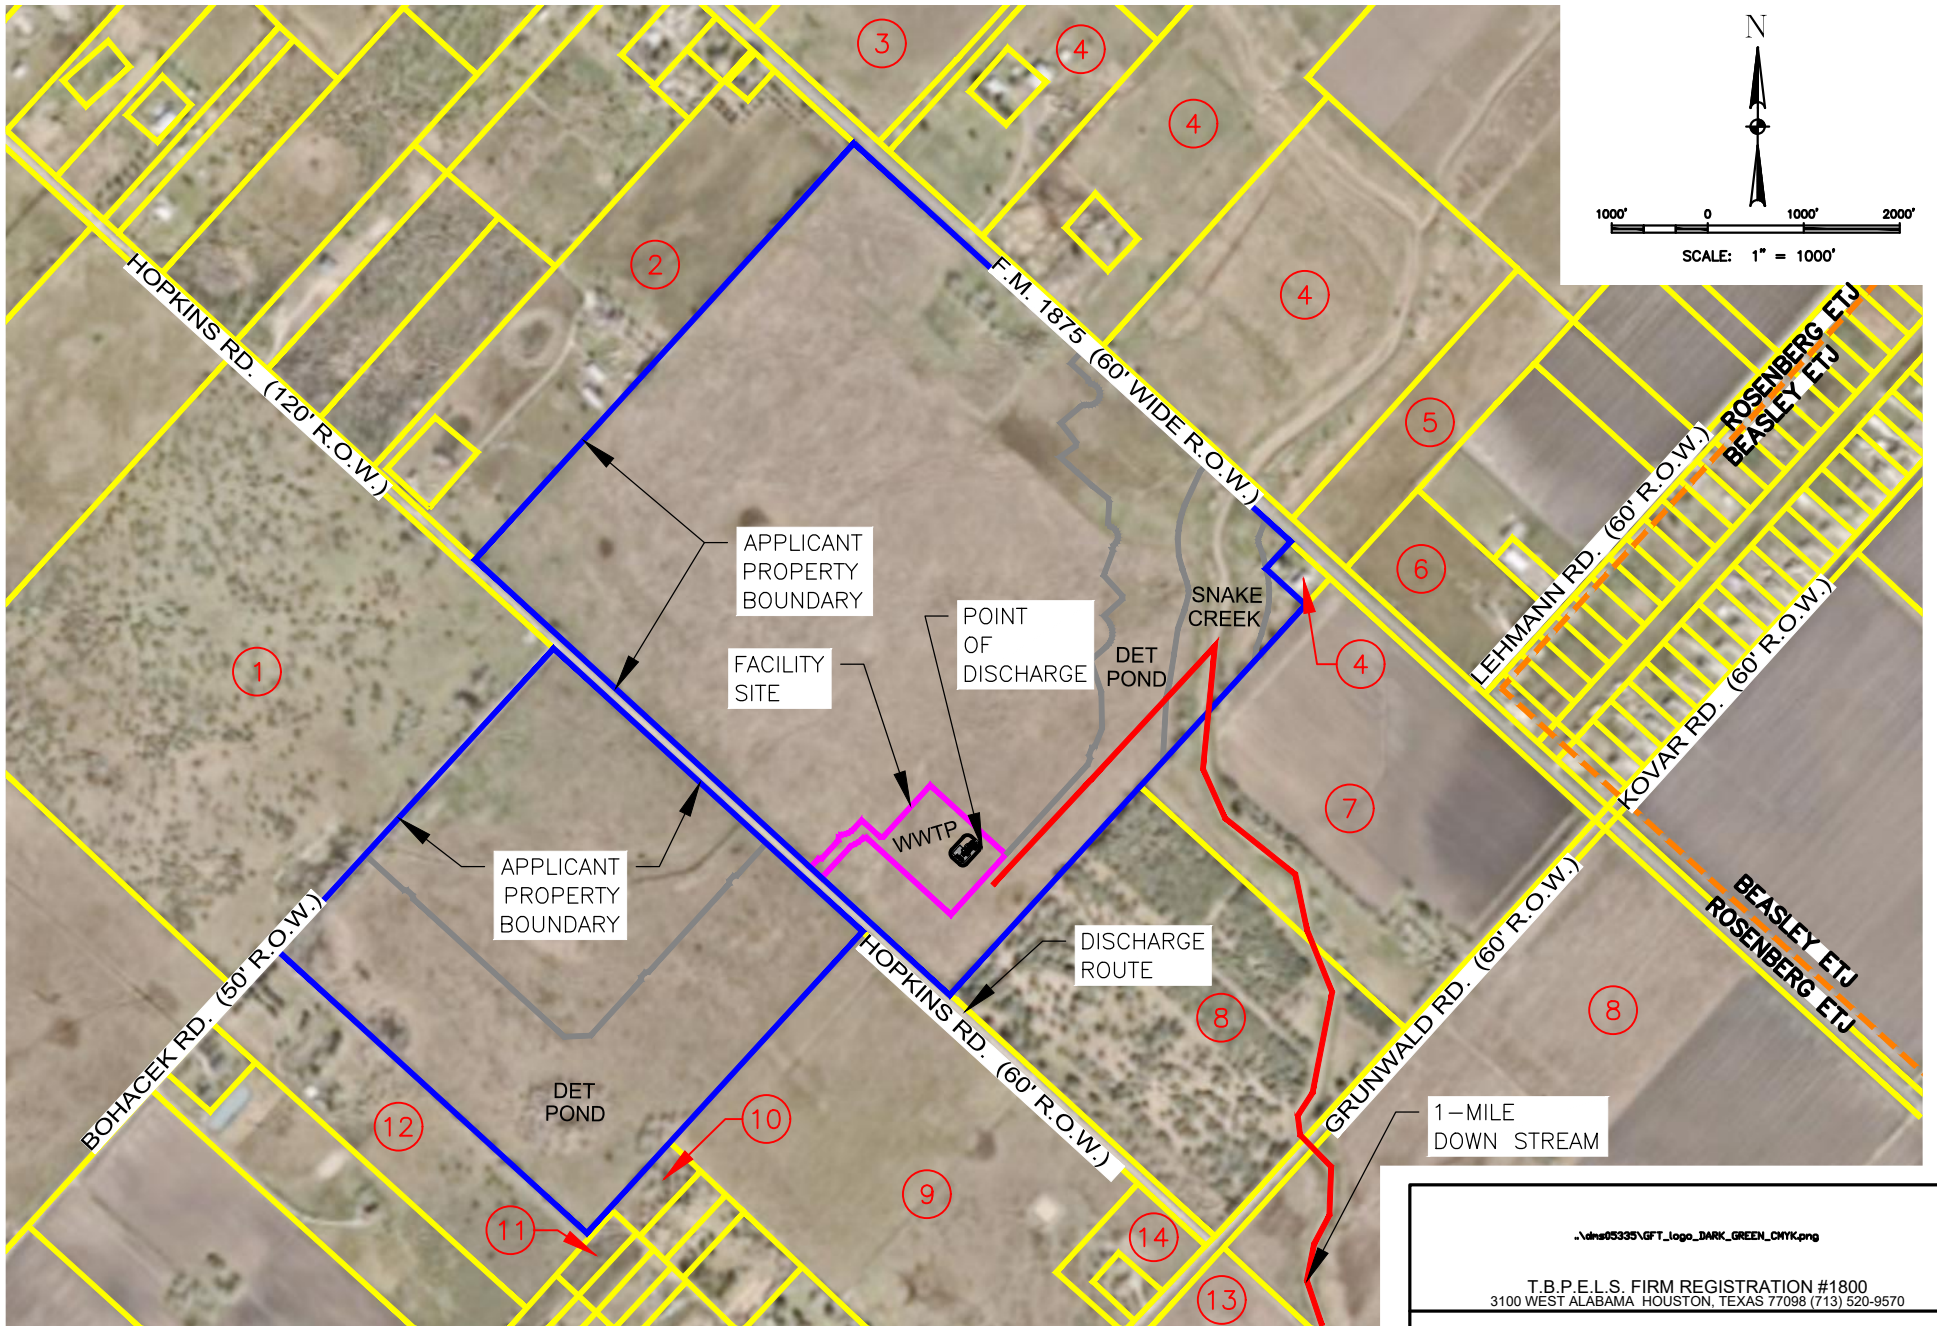 N
1000' 0 1000' 2000'
SCALE: 1" = 1000'
3
4
4
2
4
HOPKINS RD. (120' R.O.W.)
F.M. 1875 (60' WIDE R.O.W.)
ROSENBERG ETJ
BEASLEY ETJ
5
6
LEHMANN RD. (60' R.O.W.)
KOVAR RD. (60' R.O.W.)
APPLICANT
PROPERTY
BOUNDARY
SNAKE
CREEK
POINT
OF
DISCHARGE
DET
POND
FACILITY
SITE
4
1
7
WWTP
APPLICANT
PROPERTY
BOUNDARY
BOHACEK RD. (50' R.O.W.)
DISCHARGE
ROUTE
HOPKINS RD. (60' R.O.W.)
GRUNWALD RD. (60' R.O.W.)
BEASLEY ETJ
ROSENBERG ETJ
8
8
DET
POND
12
10
11
9
14
13
1-MILE
DOWN STREAM
..\dms05335\GFT_logo_DARK_GREEN_CMYK.png
T.B.P.E.L.S. FIRM REGISTRATION #1800
3100 WEST ALABAMA HOUSTON, TEXAS 77098 (713) 520-9570